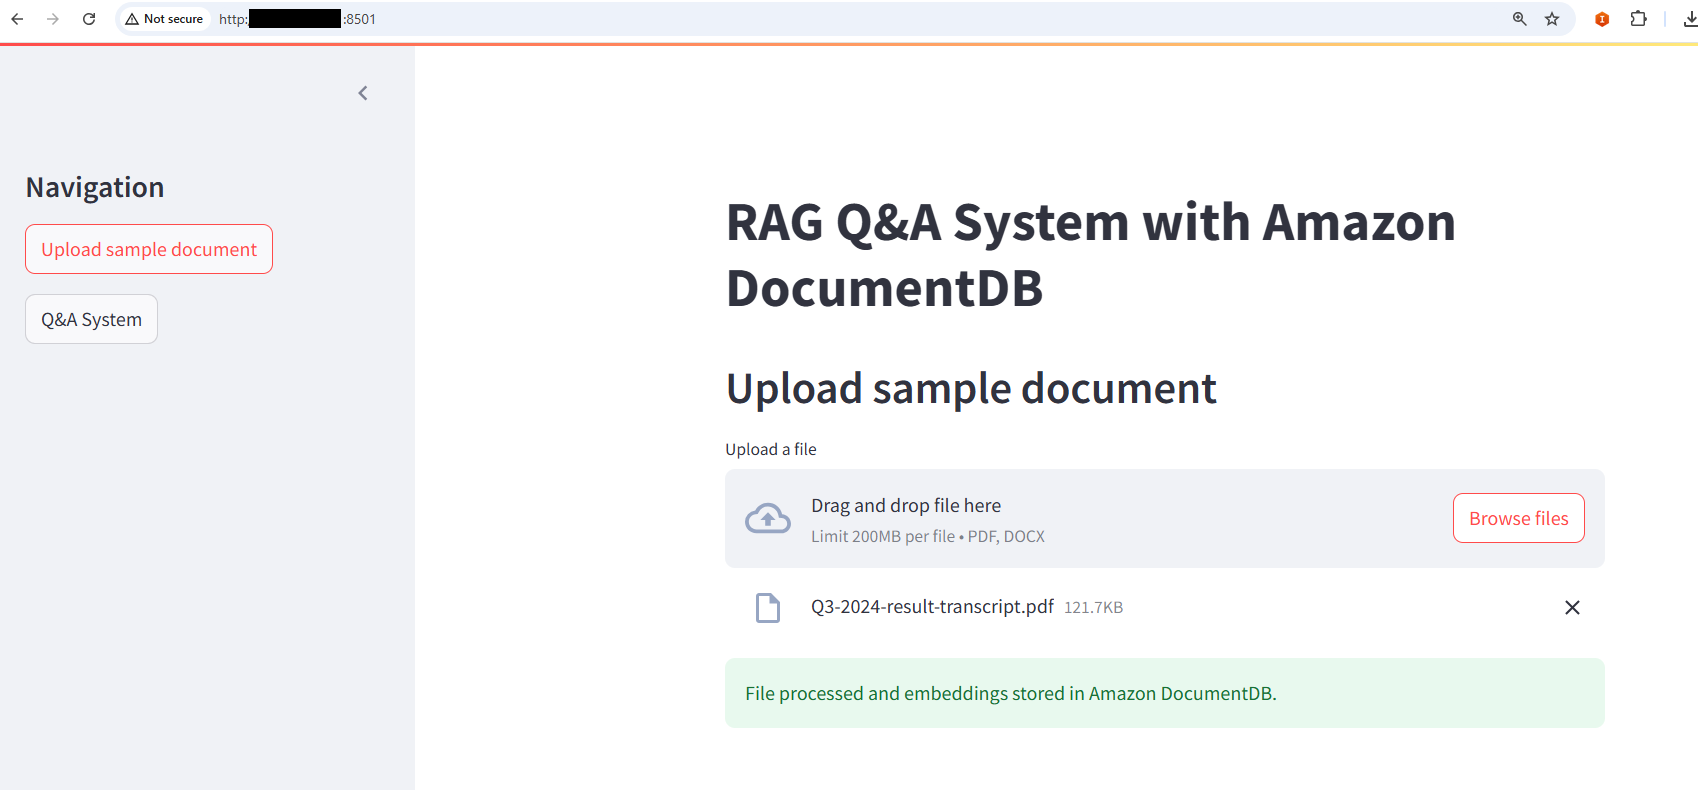 Not secure
http: :8501
Navigation
Upload sample document
Q&A System
RAG Q&A System with Amazon
DocumentDB
Upload sample document
Upload a file
Drag and drop file here
Limit 200MB per file • PDF, DOCX
Browse files
Q3-2024-result-transcript.pdf 121.7KB
File processed and embeddings stored in Amazon DocumentDB.